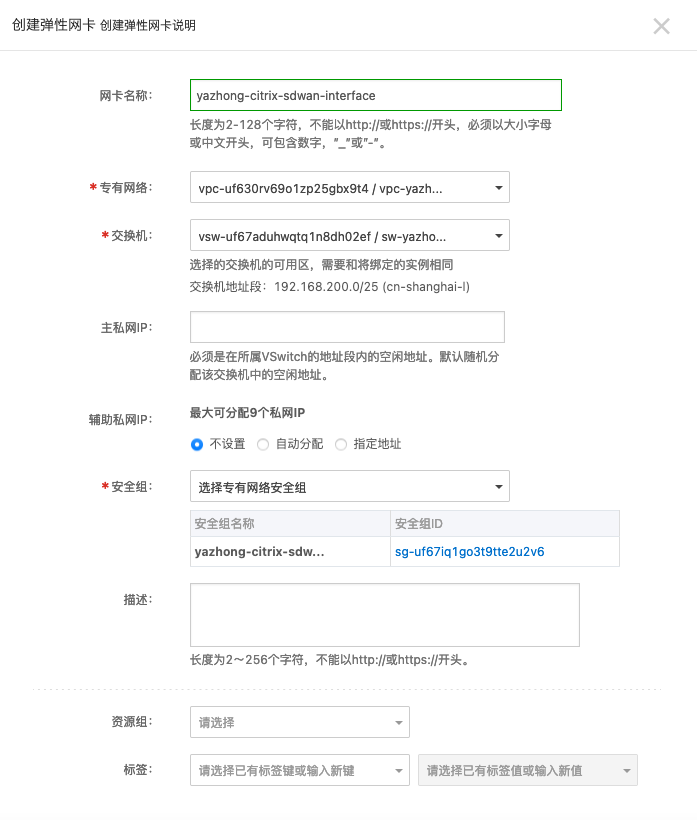 创建弹性网卡 创建弹性网卡说明
网卡名称：
yazhong-citrix-sdwan-interface
长度为2-128个字符，不能以http://或https://开头，必须以大小字母
或中文开头，可包含数字，"_"或"-"。
*专有网络：
vpc-uf630rv69o1zp25gbx9t4 / vpc-yazh...
*交换机：
vsw-uf67aduhwqtq1n8dh02ef / sw-yazho...
选择的交换机的可用区，需要和将绑定的实例相同
交换机地址段：192.168.200.0/25 (cn-shanghai-l)
主私网IP：
必须是在所属VSwitch的地址段内的空闲地址。默认随机分
配该交换机中的空闲地址。
辅助私网IP：
最大可分配9个私网IP
不设置 自动分配 指定地址
*安全组：
选择专有网络安全组
安全组名称 安全组ID
yazhong-citrix-sdw... sg-uf67iq1go3t9tte2u2v6
描述：
长度为2～256个字符，不能以http://或https://开头。
资源组：
请选择
标签：
请选择已有标签键或输入新键 请选择已有标签值或输入新值